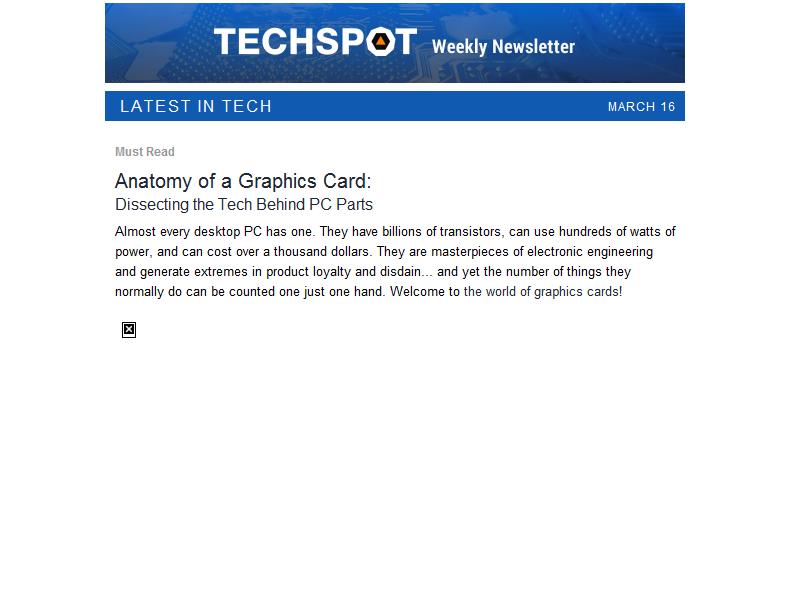 TECHSPOT Weekly Newsletter
LATEST IN TECH MARCH 16
Must Read
Anatomy of a Graphics Card:
Dissecting the Tech Behind PC Parts
Almost every desktop PC has one. They have billions of transistors, can use hundreds of watts of
power, and can cost over a thousand dollars. They are masterpieces of electronic engineering
and generate extremes in product loyalty and disdain... and yet the number of things they
normally do can be counted one just one hand. Welcome to the world of graphics cards!